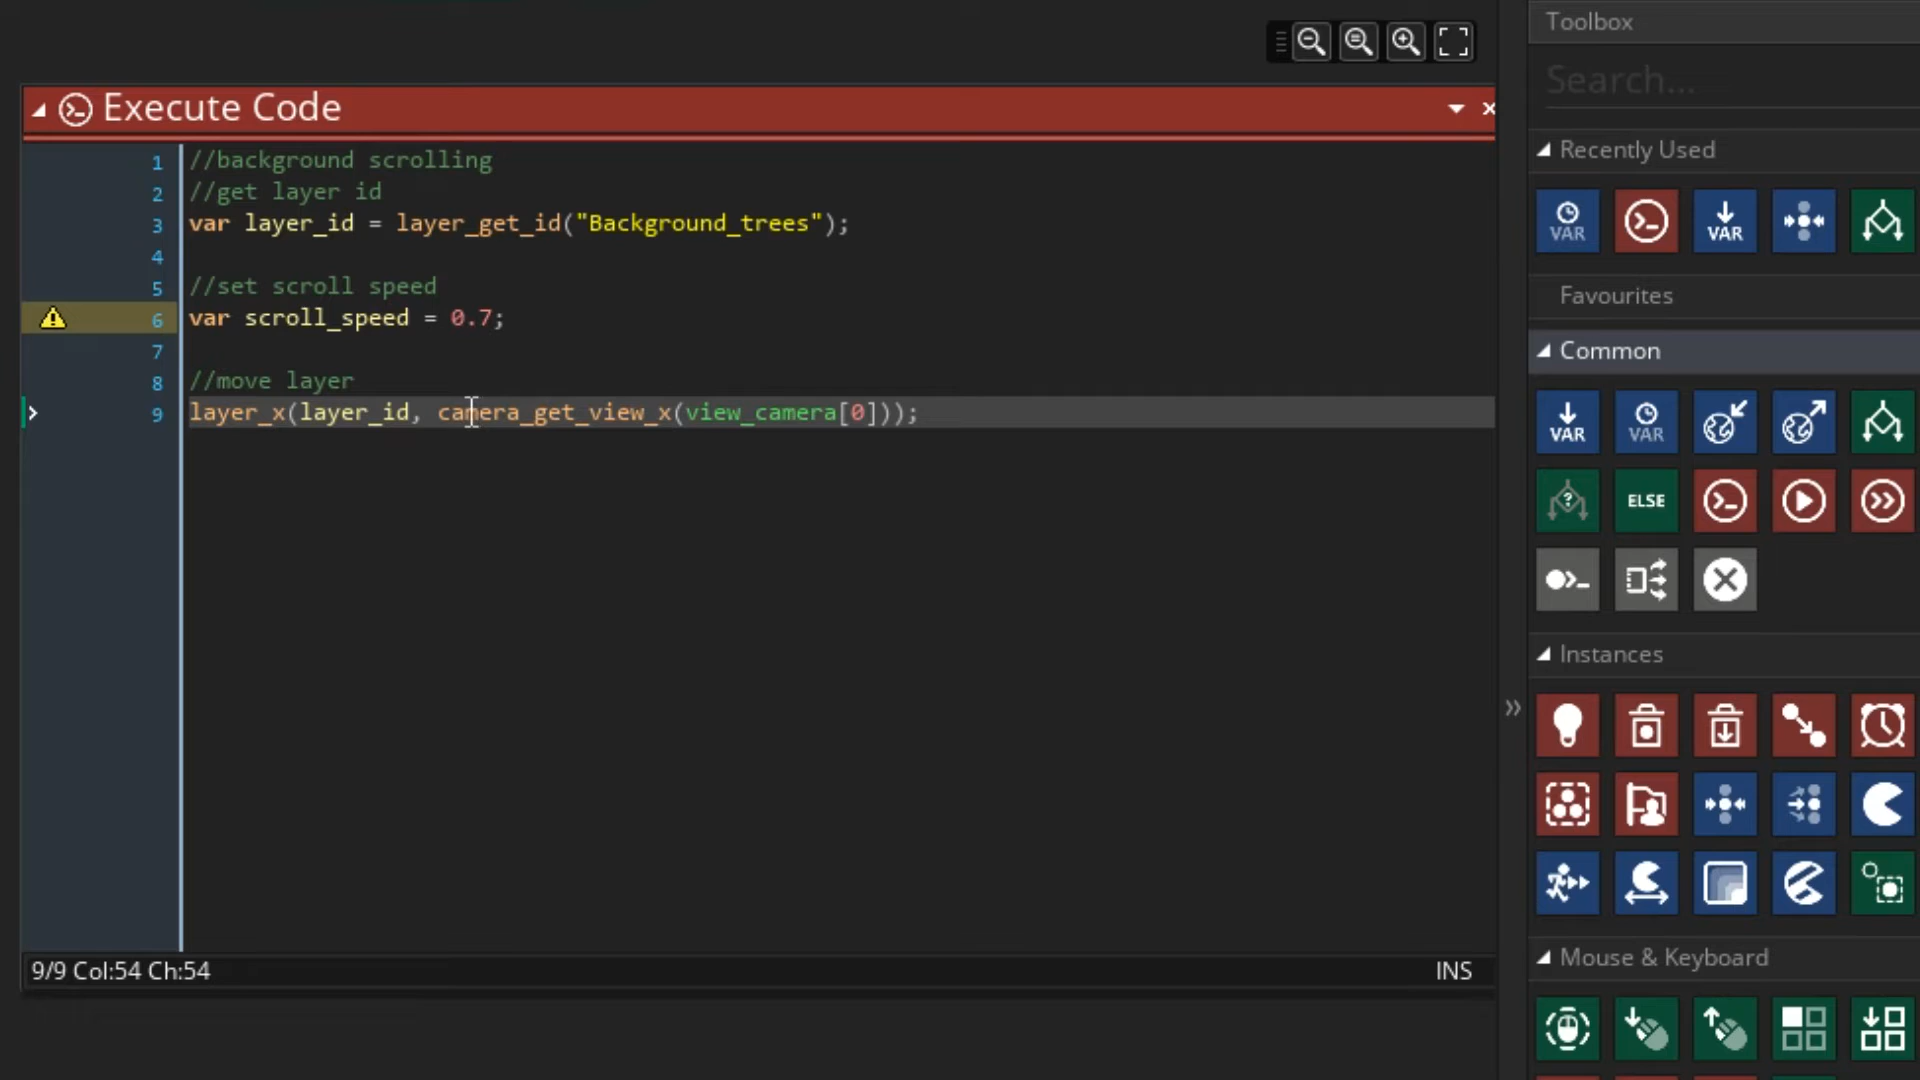 Toolbox
Search...
Execute Code
1 //background scrolling
2 //get layer id
3 var layer_id = layer_get_id("Background_trees");
4
5 //set scroll speed
6 var scroll_speed = 0.7;
7
8 //move layer
9 layer_x(layer_id, camera_get_view_x(view_camera[0]));
9/9 Col:54 Ch:54
INS
Recently Used
VAR
VAR
Favourites
Common
VAR
VAR
ELSE
Instances
Mouse & Keyboard